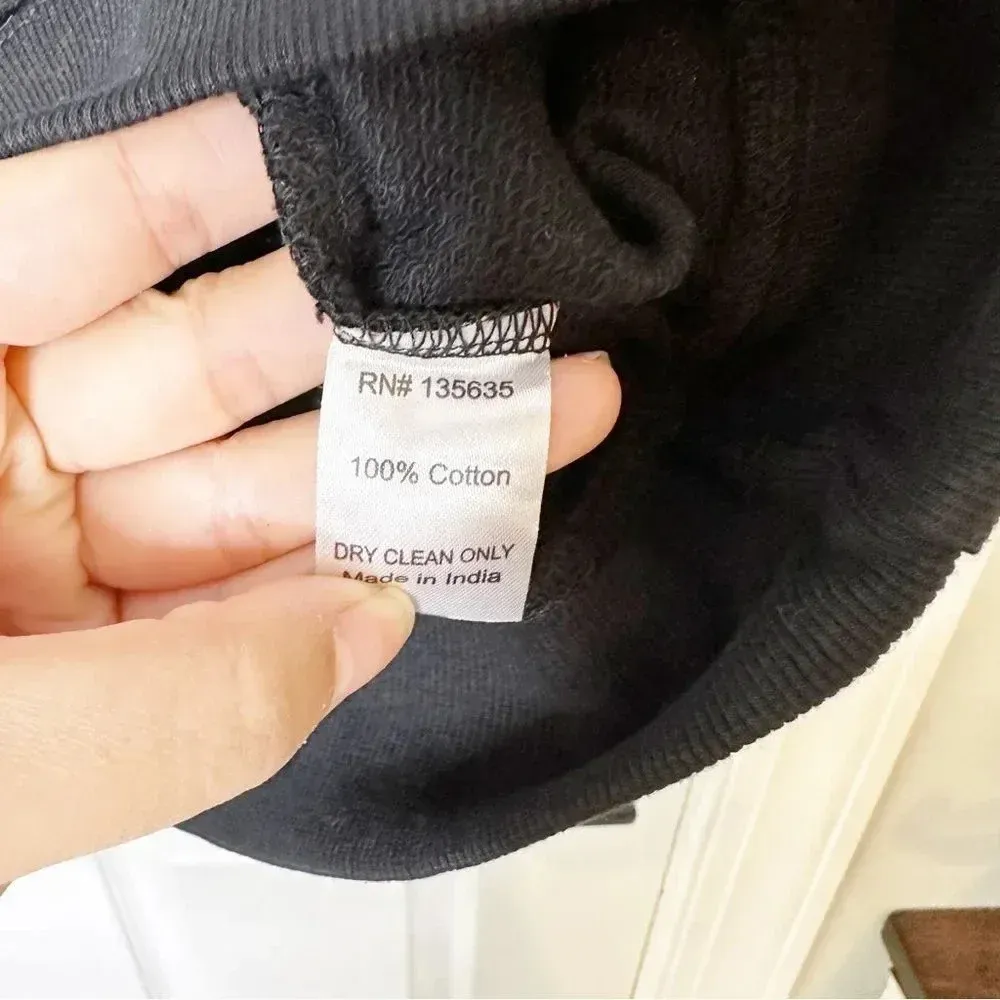 RN# 135635
100% Cotton
DRY CLEAN ONLY
Made in India